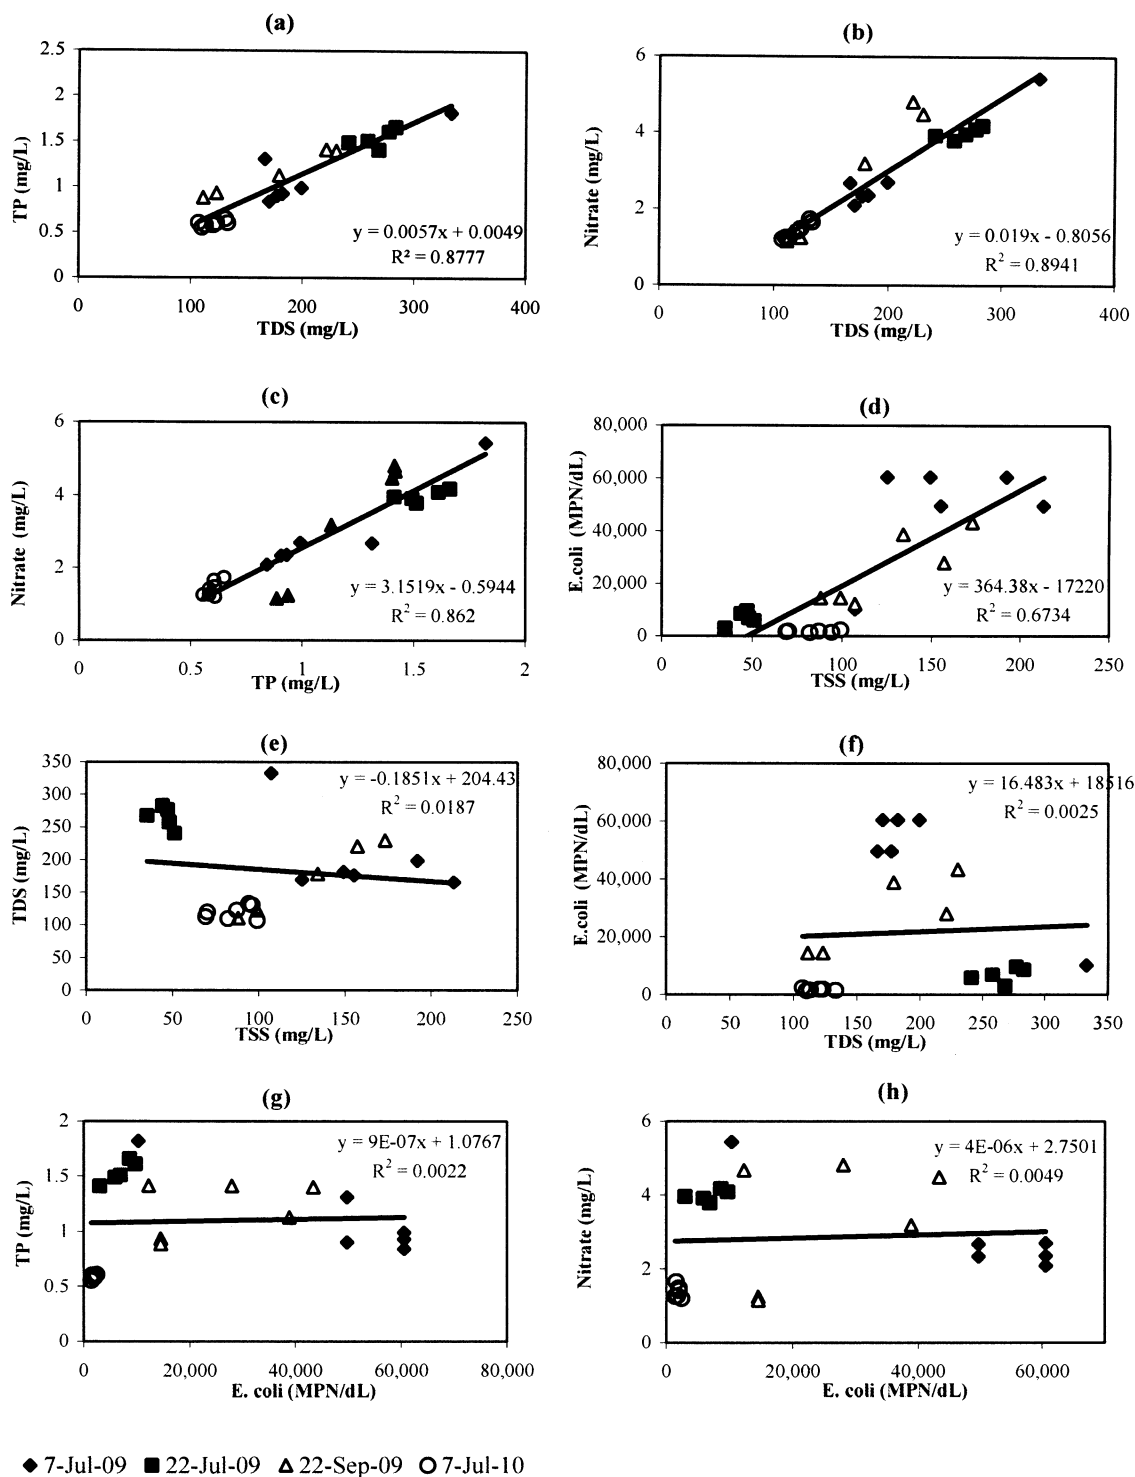 (a)
2.5
2
1.5
1
0.5
0
TP (mg/L)
y = 0.0057x + 0.0049
R² = 0.8777
0 100 200 300 400
TDS (mg/L)
(b)
6
4
2
0
Nitrate (mg/L)
y = 0.019x - 0.8056
R² = 0.8941
0 100 200 300 400
TDS (mg/L)
(c)
6
4
2
0
Nitrate (mg/L)
y = 3.1519x - 0.5944
R² = 0.862
0 0.5 1 1.5 2
TP (mg/L)
(d)
80,000
60,000
40,000
20,000
0
E.coli (MPN/dL)
y = 364.38x - 17220
R² = 0.6734
0 50 100 150 200 250
TSS (mg/L)
(e)
350
300
250
200
150
100
50
0
TDS (mg/L)
y = -0.1851x + 204.43
R² = 0.0187
0 50 100 150 200 250
TSS (mg/L)
(f)
80,000
60,000
40,000
20,000
0
E.coli (MPN/dL)
y = 16.483x + 18516
R² = 0.0025
0 50 100 150 200 250 300 350
TDS (mg/L)
(g)
2
1.5
1
0.5
0
TP (mg/L)
y = 9E-07x + 1.0767
R² = 0.0022
0 20,000 40,000 60,000 80,000
E. coli (MPN/dL)
(h)
6
4
2
0
Nitrate (mg/L)
y = 4E-06x + 2.7501
R² = 0.0049
0 20,000 40,000 60,000
E. coli (MPN/dL)
7-Jul-09 22-Jul-09 22-Sep-09 7-Jul-10